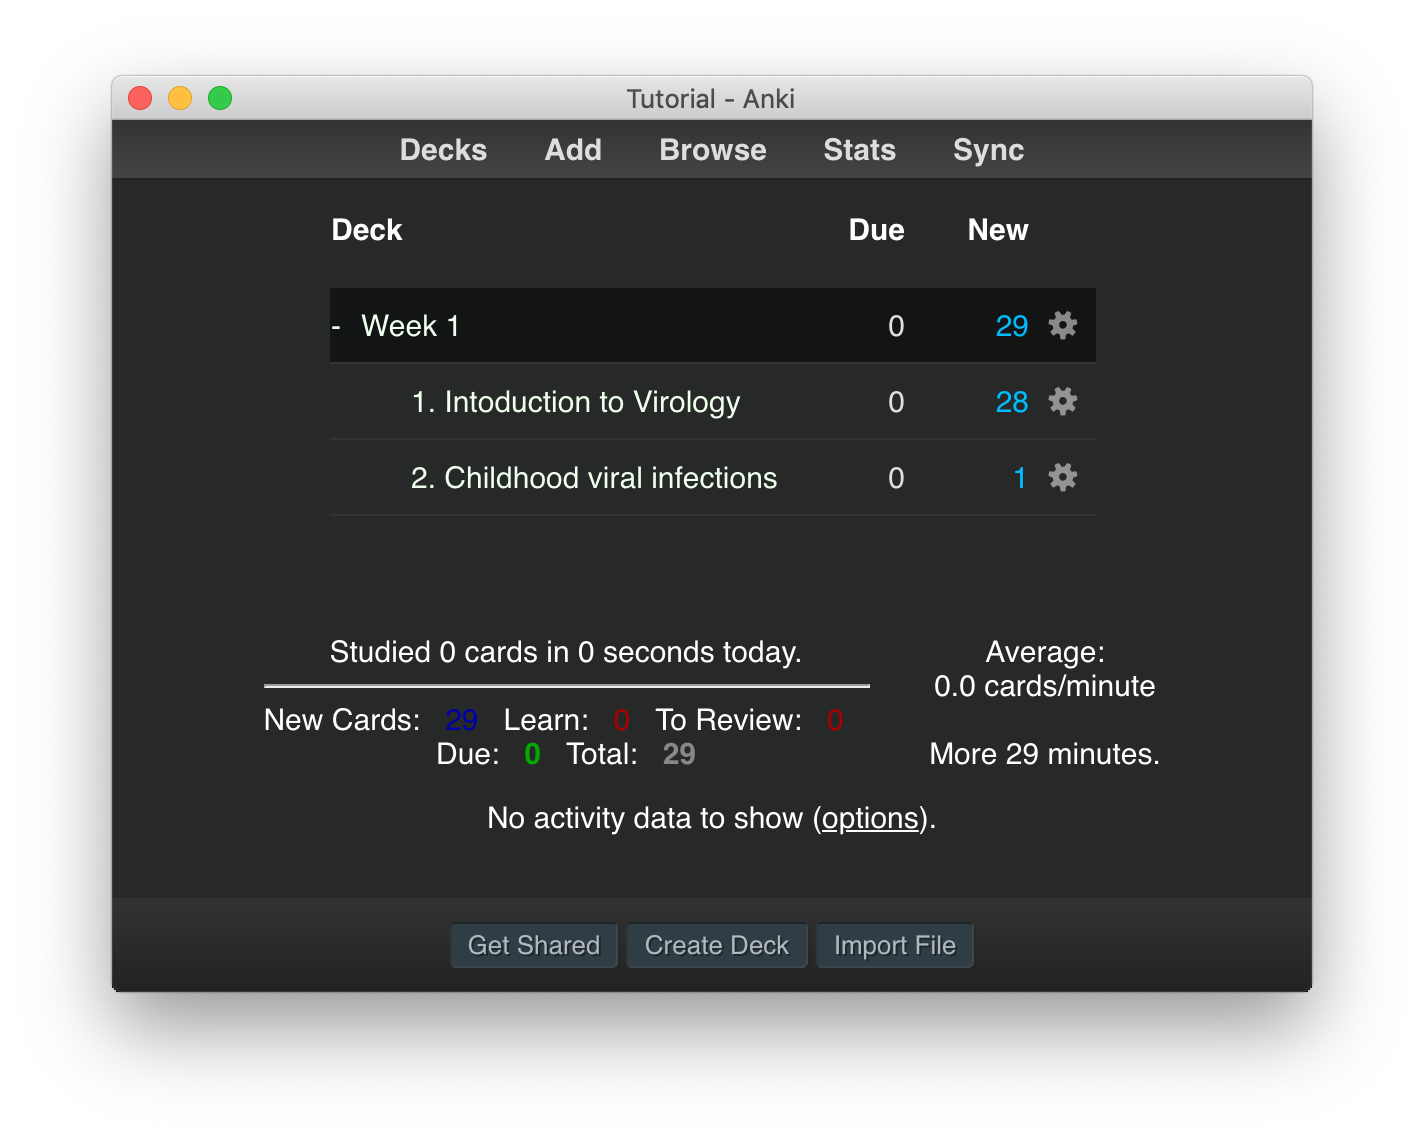 Tutorial - Anki
Decks Add Browse Stats Sync
Deck Due New
- Week 1 0 29
1. Intoduction to Virology 0 28
2. Childhood viral infections 0 1
Studied 0 cards in 0 seconds today.
New Cards: 29 Learn: 0 To Review: 0
Due: 0 Total: 29
Average:
0.0 cards/minute
More 29 minutes.
No activity data to show (options).
Get Shared Create Deck Import File